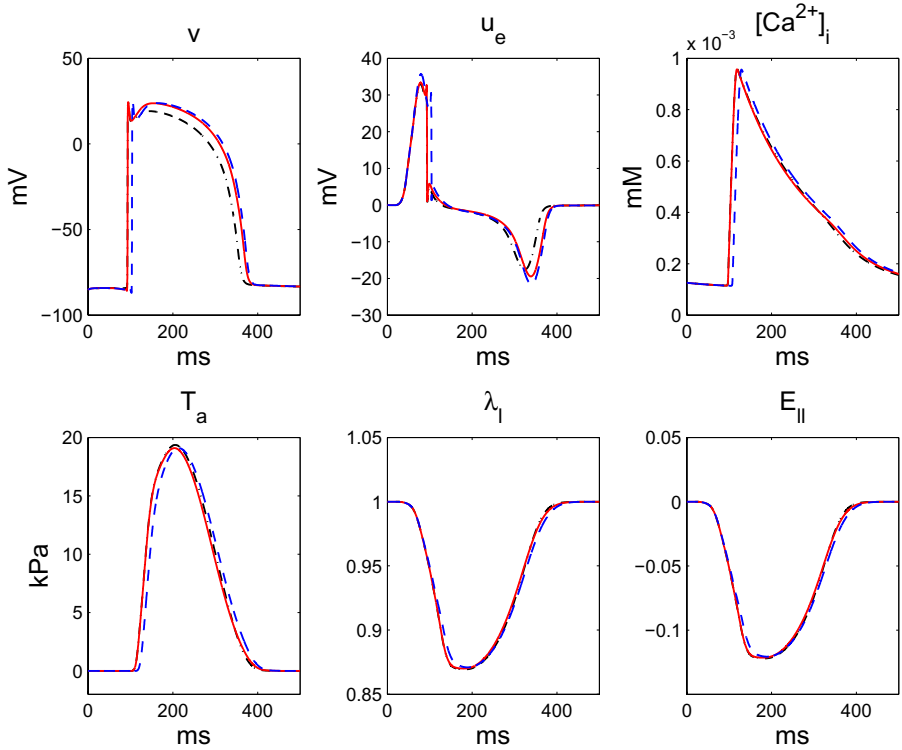 v
50
0
−50
−100
mV
0 200 400
ms
u_e
40
30
20
10
0
−10
−20
−30
mV
0 200 400
ms
[Ca²⁺]_i
x 10⁻³
1
0.8
0.6
0.4
0.2
0
mM
0 200 400
ms
T_a
20
15
10
5
0
kPa
0 200 400
ms
λ_l
1.05
1
0.95
0.9
0.85
0 200 400
ms
E_ll
0.05
0
−0.05
−0.1
0 200 400
ms